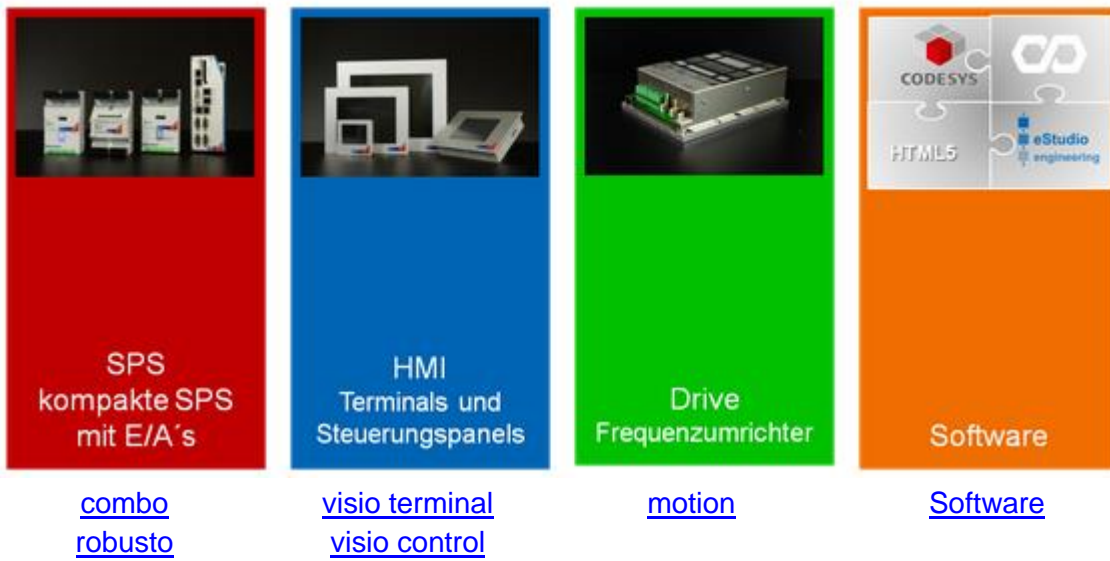 SPS
kompakte SPS
mit E/A´s
combo
robusto
HMI
Terminals und
Steuerungspanels
visio terminal
visio control
Drive
Frequenzumrichter
motion
CODESYS
HTML5
eStudio
engineering
Software
Software